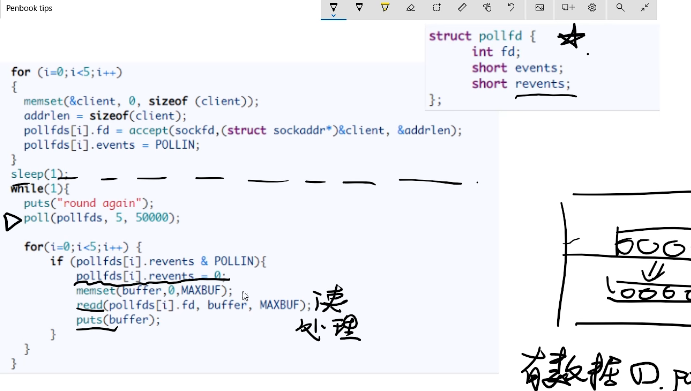 Penbook tips
struct pollfd {
int fd;
short events;
short revents;
};
for (i=0;i<5;i++)
{
memset(&client, 0, sizeof (client));
addrlen = sizeof(client);
pollfds[i].fd = accept(sockfd,(struct sockaddr*)&client, &addrlen);
pollfds[i].events = POLLIN;
}
sleep(1);
while(1){
puts("round again");
poll(pollfds, 5, 50000);
for(i=0;i<5;i++) {
if (pollfds[i].revents & POLLIN){
pollfds[i].revents = 0;
memset(buffer,0,MAXBUF);
read(pollfds[i].fd, buffer, MAXBUF);
puts(buffer);
}
}
}
读
处理
000
有数据 ①.